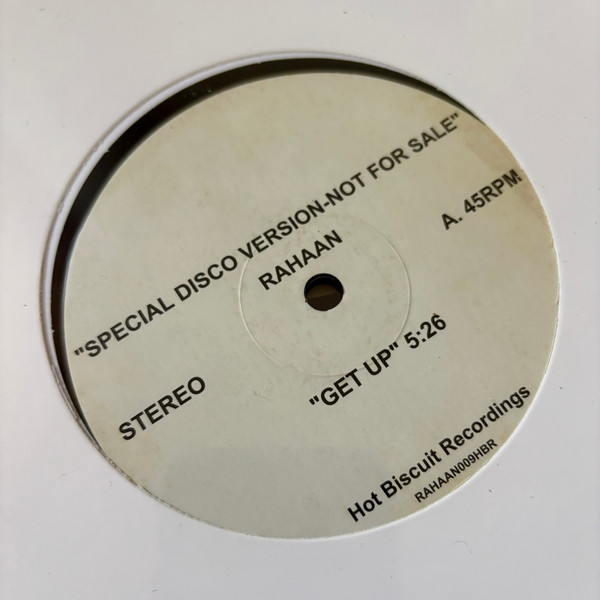 "SPECIAL DISCO VERSION-NOT FOR SALE"
RAHAAN
A. 45RPM
STEREO
"GET UP" 5:26
Hot Biscuit Recordings
RAHAAN009HBR